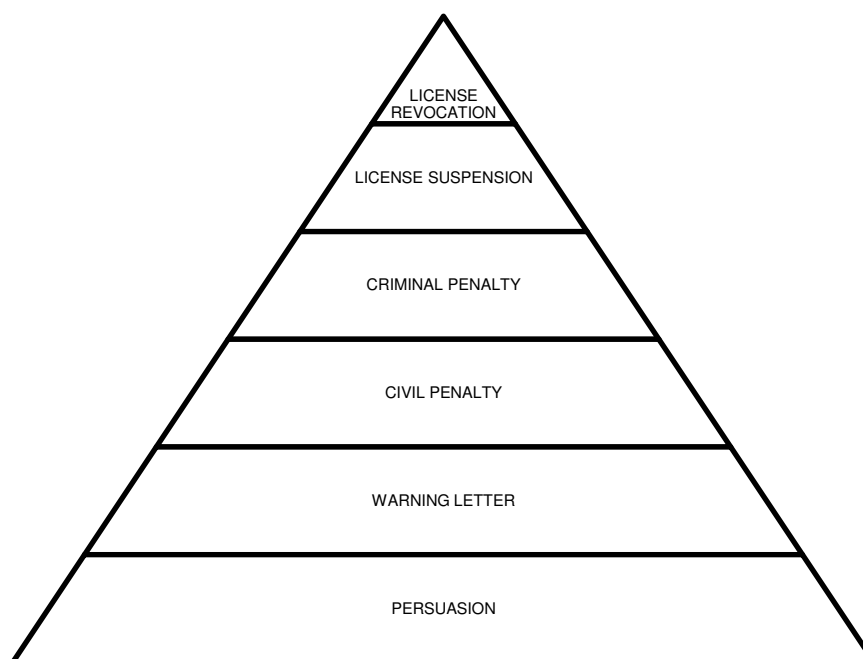 LICENSE
REVOCATION
LICENSE SUSPENSION
CRIMINAL PENALTY
CIVIL PENALTY
WARNING LETTER
PERSUASION